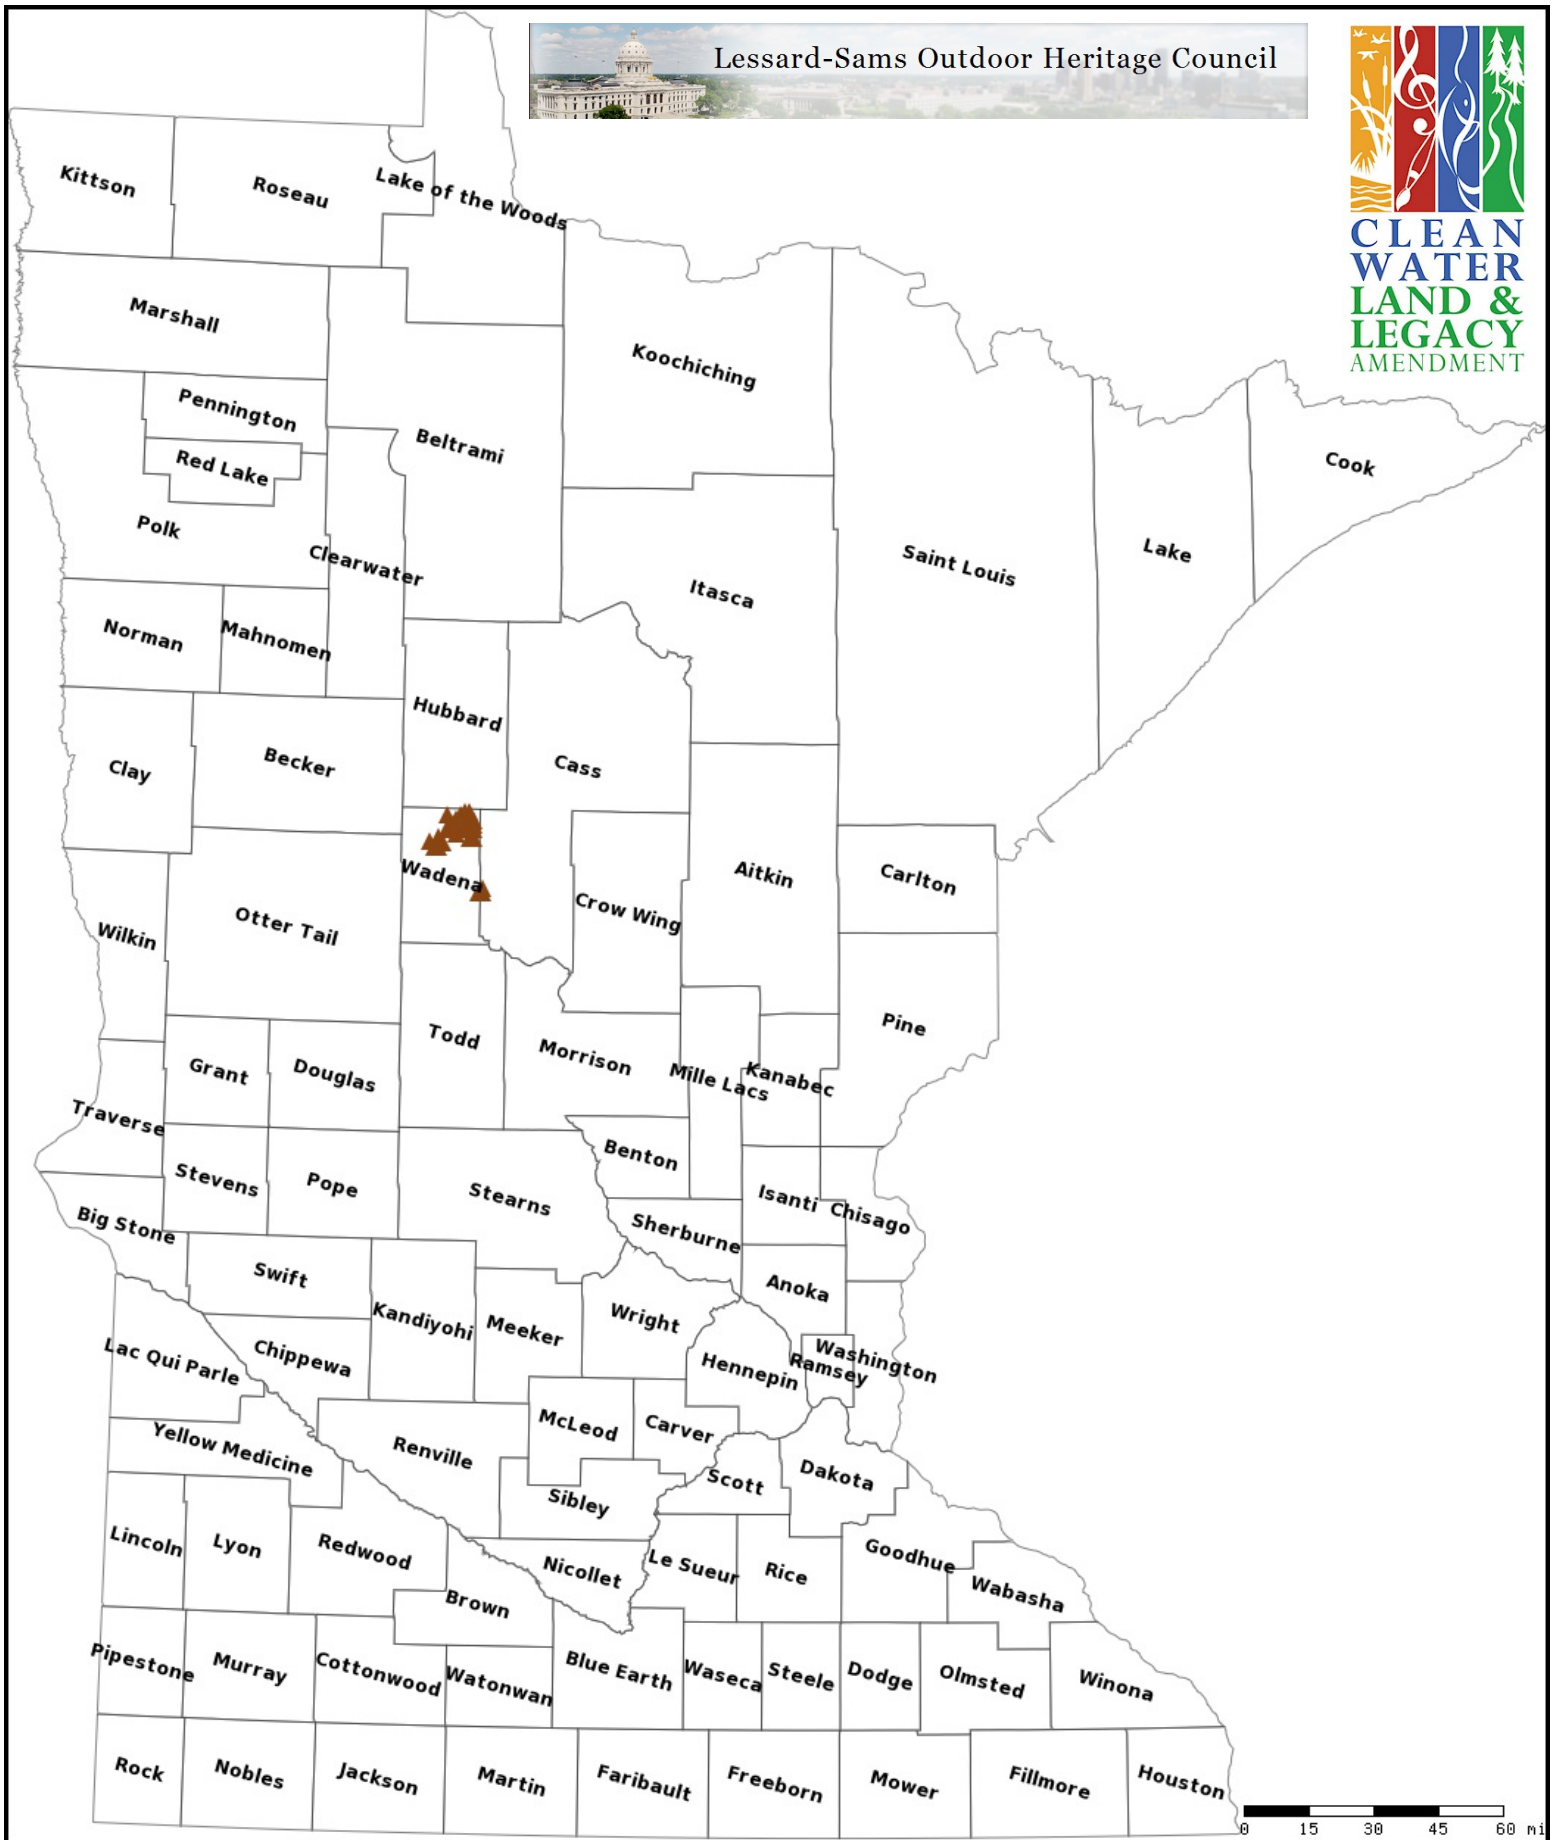 Lessard-Sams Outdoor Heritage Council
CLEAN
WATER
LAND &
LEGACY
AMENDMENT
Kittson
Roseau
Lake of the Woods
Marshall
Koochiching
Pennington
Beltrami
Red Lake
Cook
Polk
Clearwater
Saint Louis
Lake
Itasca
Norman
Mahnomen
Hubbard
Clay
Becker
Cass
Wadena
Aitkin
Carlton
Crow Wing
Otter Tail
Wilkin
Pine
Todd
Morrison
Grant
Douglas
Mille Lacs
Kanabec
Traverse
Benton
Stevens
Pope
Stearns
Isanti
Chisago
Big Stone
Sherburne
Swift
Anoka
Kandiyohi
Meeker
Wright
Lac Qui Parle
Chippewa
Hennepin
Ramsey
Washington
McLeod
Carver
Yellow Medicine
Renville
Scott
Dakota
Sibley
Lincoln
Lyon
Redwood
Nicollet
Le Sueur
Rice
Goodhue
Wabasha
Brown
Pipestone
Murray
Cottonwood
Watonwan
Blue Earth
Waseca
Steele
Dodge
Olmsted
Winona
Rock
Nobles
Jackson
Martin
Faribault
Freeborn
Mower
Fillmore
Houston
0 15 30 45 60 mi